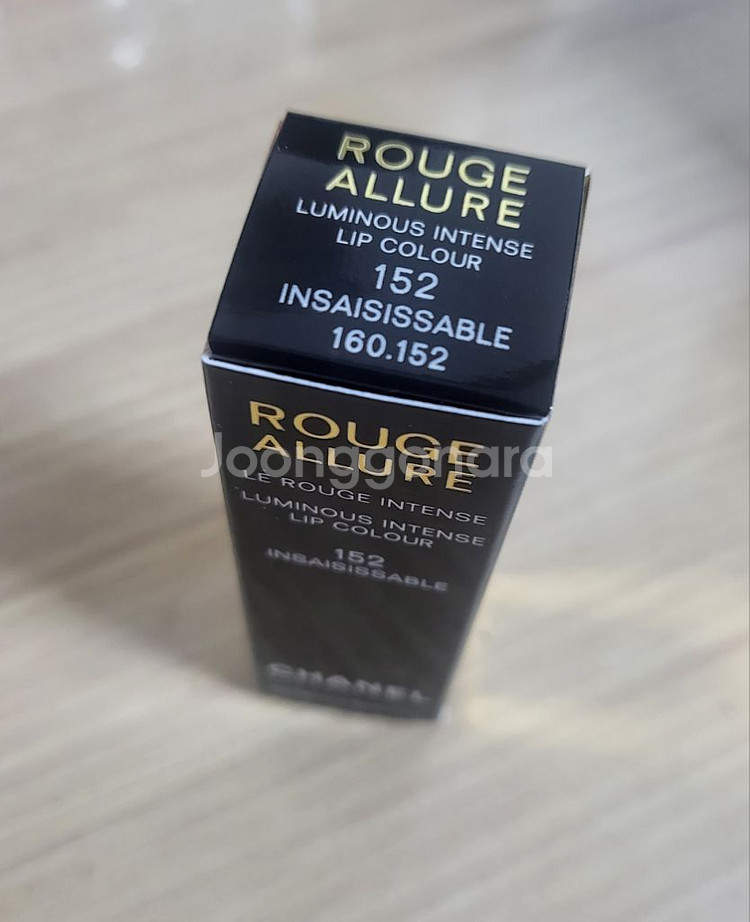 ROUGE
ALLURE
LUMINOUS INTENSE
LIP COLOUR
152
INSAISISSABLE
160.152
ROUGE
ALLURE
Joonggonara
LE ROUGE INTENSE
LUMINOUS INTENSE
LIP COLOUR
152
INSAISISSABLE
CHANEL